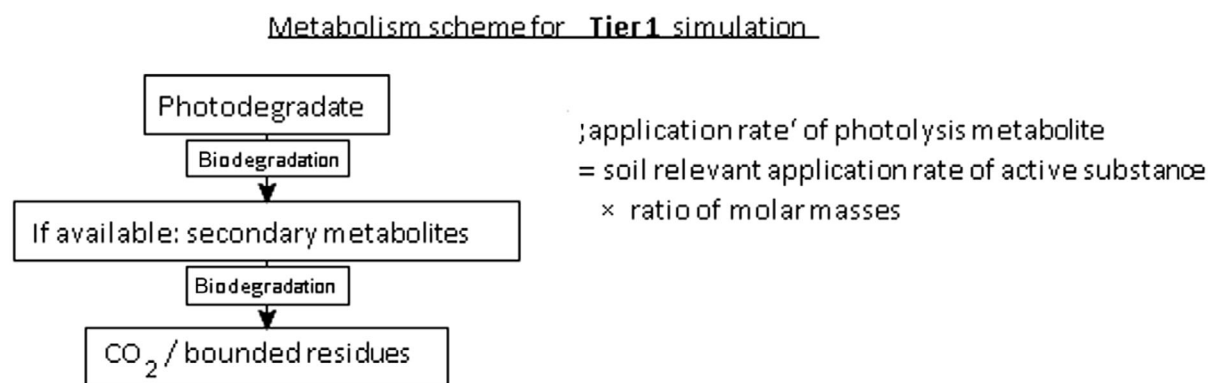 Metabolism scheme for Tier 1 simulation
Photodegradate
Biodegradation
If available: secondary metabolites
Biodegradation
CO2 / bounded residues
‚application rate‘ of photolysis metabolite
= soil relevant application rate of active substance
× ratio of molar masses